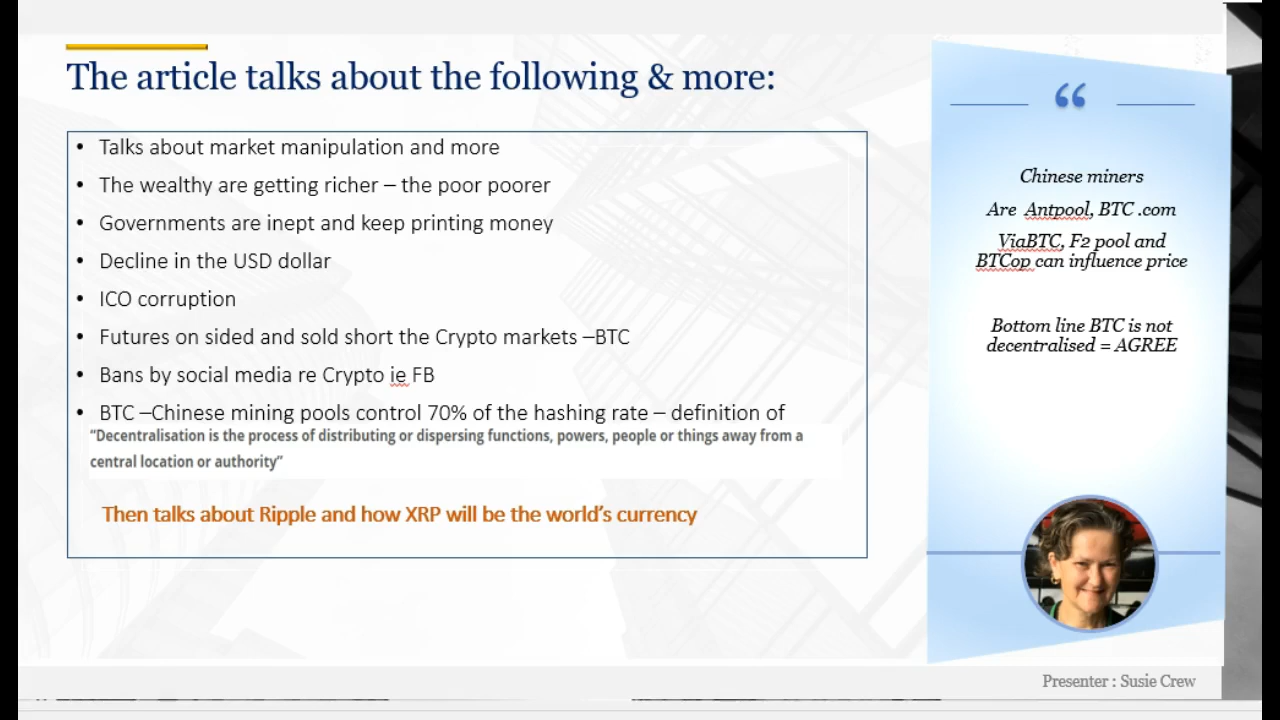 The article talks about the following & more:
• Talks about market manipulation and more
• The wealthy are getting richer – the poor poorer
• Governments are inept and keep printing money
• Decline in the USD dollar
• ICO corruption
• Futures on sided and sold short the Crypto markets –BTC
• Bans by social media re Crypto ie FB
• BTC –Chinese mining pools control 70% of the hashing rate – definition of
“Decentralisation is the process of distributing or dispersing functions, powers, people or things away from a
central location or authority”
Then talks about Ripple and how XRP will be the world’s currency
“
Chinese miners
Are Antpool, BTC .com
ViaBTC, F2 pool and
BTCop can influence price
Bottom line BTC is not
decentralised = AGREE
Presenter : Susie Crew